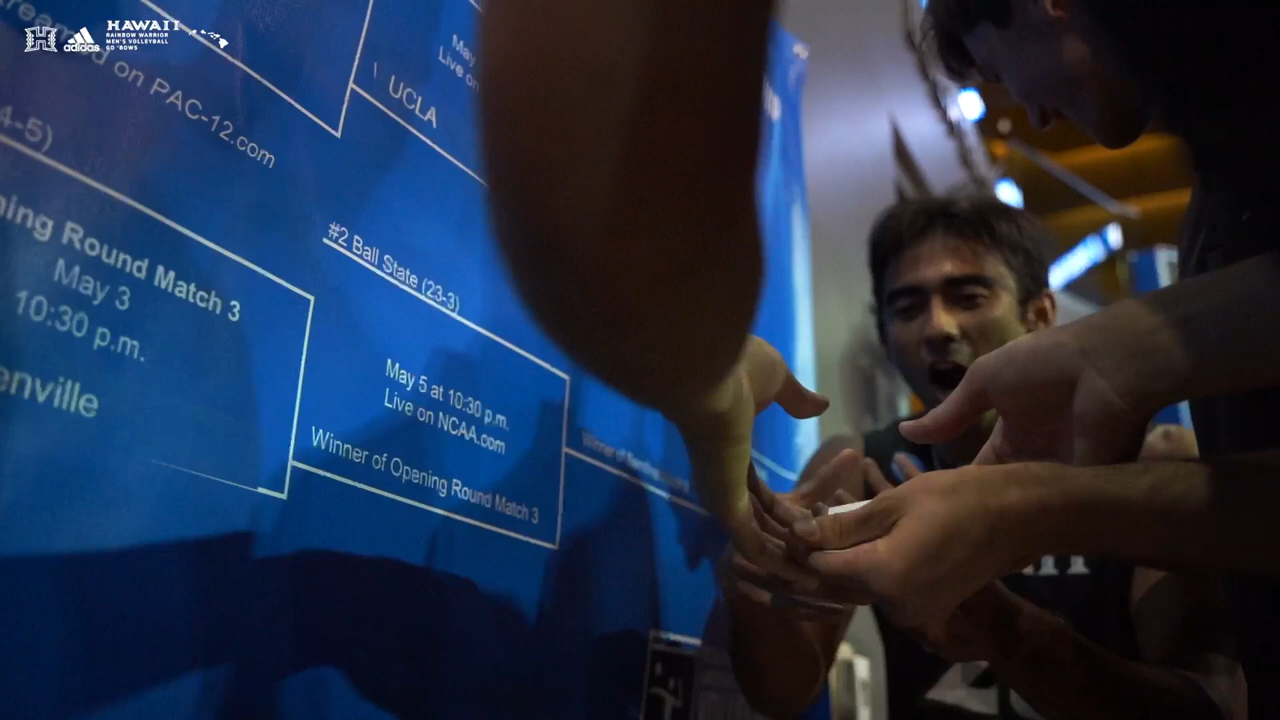 HAWAII
RAINBOW WARRIOR
MEN'S VOLLEYBALL
GO 'BOWS
adidas
on PAC-12.com
4-5)
May
Live on
UCLA
ning Round Match 3
May 3
10:30 p.m.
enville
#2 Ball State (23-3)
May 5 at 10:30 p.m.
Live on NCAA.com
Winner of Opening Round Match 3
Winner of